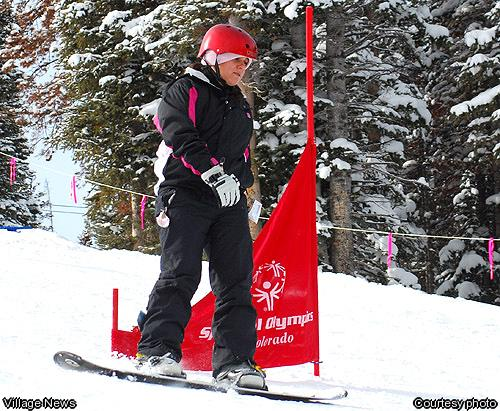 Special Olympics
Colorado
Village News
Courtesy photo